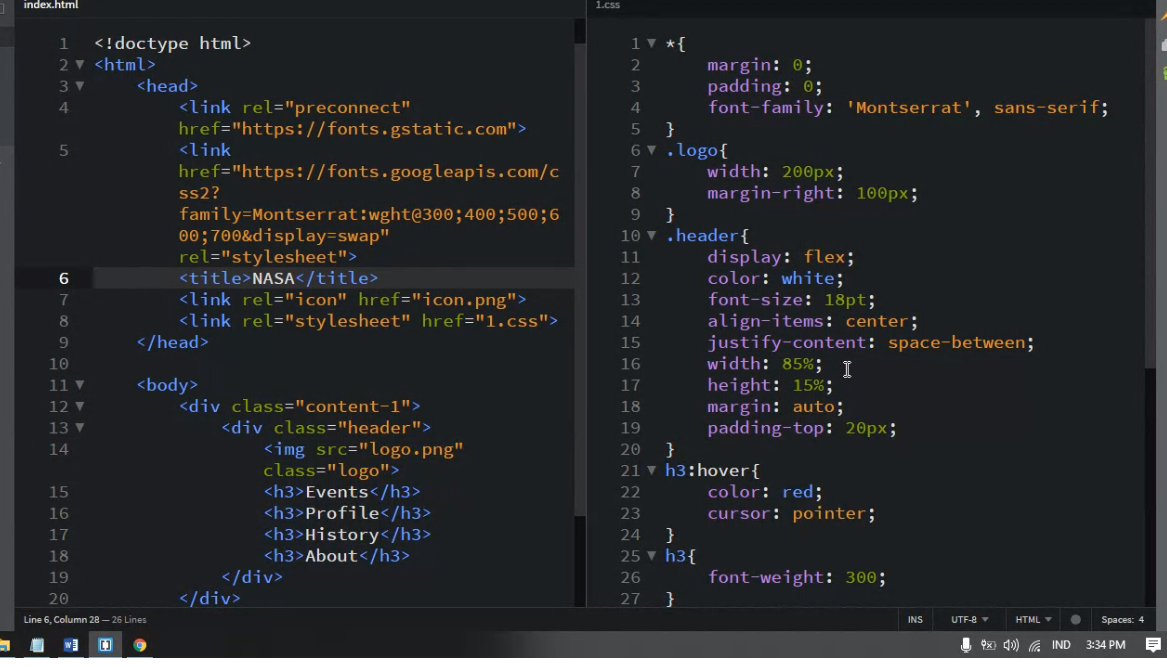 index.html
1 <!doctype html>
2 <html>
3 <head>
4 <link rel="preconnect"
href="https://fonts.gstatic.com">
5 <link
href="https://fonts.googleapis.com/c
ss2?
family=Montserrat:wght@300;400;500;6
00;700&display=swap"
rel="stylesheet">
6 <title>NASA</title>
7 <link rel="icon" href="icon.png">
8 <link rel="stylesheet" href="1.css">
9 </head>
10
11 <body>
12 <div class="content-1">
13 <div class="header">
14 <img src="logo.png"
class="logo">
15 <h3>Events</h3>
16 <h3>Profile</h3>
17 <h3>History</h3>
18 <h3>About</h3>
19 </div>
20 </div>
1.css
1 *{
2 margin: 0;
3 padding: 0;
4 font-family: 'Montserrat', sans-serif;
5 }
6 .logo{
7 width: 200px;
8 margin-right: 100px;
9 }
10 .header{
11 display: flex;
12 color: white;
13 font-size: 18pt;
14 align-items: center;
15 justify-content: space-between;
16 width: 85%;
17 height: 15%;
18 margin: auto;
19 padding-top: 20px;
20 }
21 h3:hover{
22 color: red;
23 cursor: pointer;
24 }
25 h3{
26 font-weight: 300;
27 }
Line 6, Column 28 — 26 Lines
INS UTF-8 HTML Spaces: 4
IND 3:34 PM